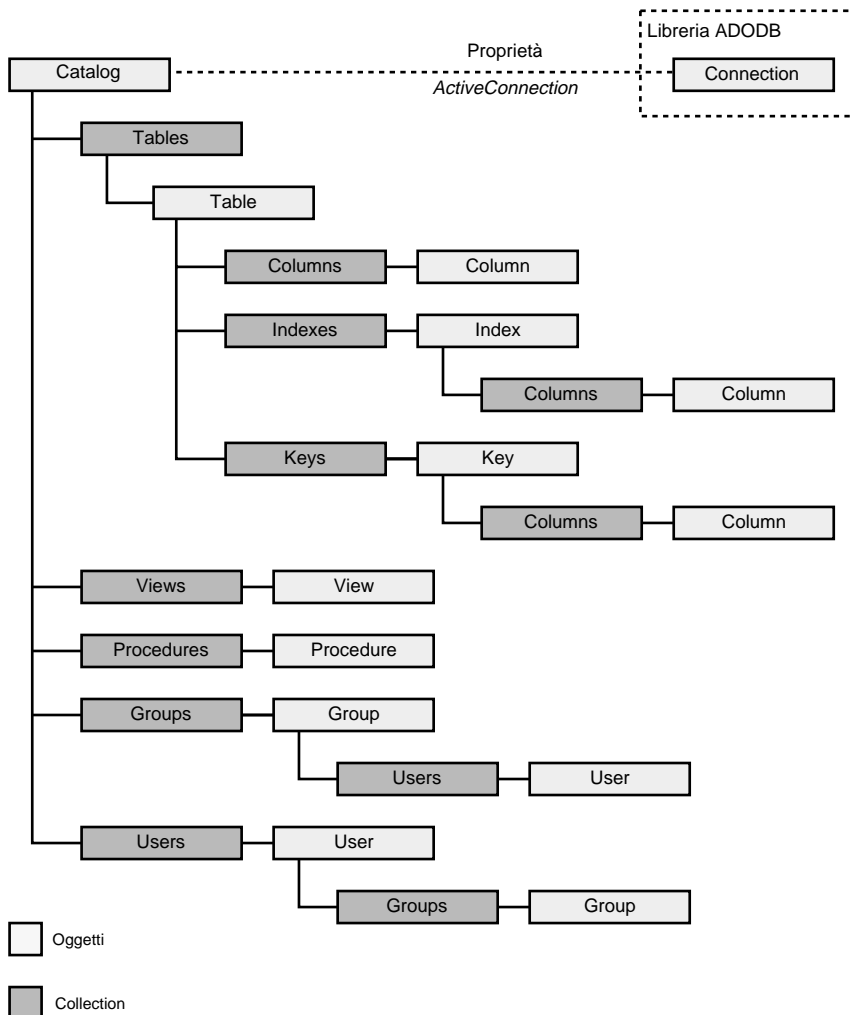 Libreria ADODB
Proprietà
Catalog
Connection
ActiveConnection
Tables
Table
Columns
Column
Indexes
Index
Columns
Column
Keys
Key
Columns
Column
Views
View
Procedures
Procedure
Groups
Group
Users
User
Users
User
Groups
Group
Oggetti
Collection